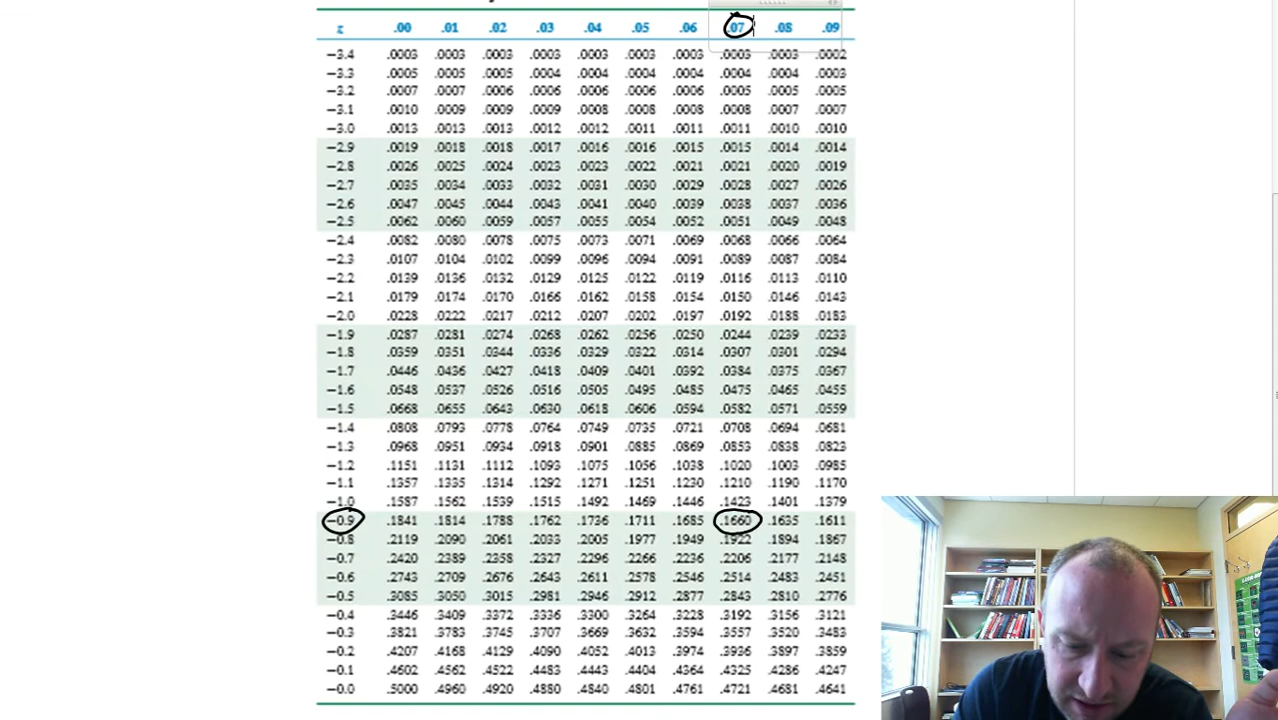 z .00 .01 .02 .03 .04 .05 .06 .07 .08 .09
−3.4 .0003 .0003 .0003 .0003 .0003 .0003 .0003 .0003 .0003 .0002
−3.3 .0005 .0005 .0005 .0004 .0004 .0004 .0004 .0004 .0004 .0003
−3.2 .0007 .0007 .0006 .0006 .0006 .0006 .0006 .0005 .0005 .0005
−3.1 .0010 .0009 .0009 .0009 .0008 .0008 .0008 .0008 .0007 .0007
−3.0 .0013 .0013 .0013 .0012 .0012 .0011 .0011 .0011 .0010 .0010
−2.9 .0019 .0018 .0018 .0017 .0016 .0016 .0015 .0015 .0014 .0014
−2.8 .0026 .0025 .0024 .0023 .0023 .0022 .0021 .0021 .0020 .0019
−2.7 .0035 .0034 .0033 .0032 .0031 .0030 .0029 .0028 .0027 .0026
−2.6 .0047 .0045 .0044 .0043 .0041 .0040 .0039 .0038 .0037 .0036
−2.5 .0062 .0060 .0059 .0057 .0055 .0054 .0052 .0051 .0049 .0048
−2.4 .0082 .0080 .0078 .0075 .0073 .0071 .0069 .0068 .0066 .0064
−2.3 .0107 .0104 .0102 .0099 .0096 .0094 .0091 .0089 .0087 .0084
−2.2 .0139 .0136 .0132 .0129 .0125 .0122 .0119 .0116 .0113 .0110
−2.1 .0179 .0174 .0170 .0166 .0162 .0158 .0154 .0150 .0146 .0143
−2.0 .0228 .0222 .0217 .0212 .0207 .0202 .0197 .0192 .0188 .0183
−1.9 .0287 .0281 .0274 .0268 .0262 .0256 .0250 .0244 .0239 .0233
−1.8 .0359 .0351 .0344 .0336 .0329 .0322 .0314 .0307 .0301 .0294
−1.7 .0446 .0436 .0427 .0418 .0409 .0401 .0392 .0384 .0375 .0367
−1.6 .0548 .0537 .0526 .0516 .0505 .0495 .0485 .0475 .0465 .0455
−1.5 .0668 .0655 .0643 .0630 .0618 .0606 .0594 .0582 .0571 .0559
−1.4 .0808 .0793 .0778 .0764 .0749 .0735 .0721 .0708 .0694 .0681
−1.3 .0968 .0951 .0934 .0918 .0901 .0885 .0869 .0853 .0838 .0823
−1.2 .1151 .1131 .1112 .1093 .1075 .1056 .1038 .1020 .1003 .0985
−1.1 .1357 .1335 .1314 .1292 .1271 .1251 .1230 .1210 .1190 .1170
−1.0 .1587 .1562 .1539 .1515 .1492 .1469 .1446 .1423 .1401 .1379
−0.9 .1841 .1814 .1788 .1762 .1736 .1711 .1685 .1660 .1635 .1611
−0.8 .2119 .2090 .2061 .2033 .2005 .1977 .1949 .1922 .1894 .1867
−0.7 .2420 .2389 .2358 .2327 .2296 .2266 .2236 .2206 .2177 .2148
−0.6 .2743 .2709 .2676 .2643 .2611 .2578 .2546 .2514 .2483 .2451
−0.5 .3085 .3050 .3015 .2981 .2946 .2912 .2877 .2843 .2810 .2776
−0.4 .3446 .3409 .3372 .3336 .3300 .3264 .3228 .3192 .3156 .3121
−0.3 .3821 .3783 .3745 .3707 .3669 .3632 .3594 .3557 .3520 .3483
−0.2 .4207 .4168 .4129 .4090 .4052 .4013 .3974 .3936 .3897 .3859
−0.1 .4602 .4562 .4522 .4483 .4443 .4404 .4364 .4325 .4286 .4247
−0.0 .5000 .4960 .4920 .4880 .4840 .4801 .4761 .4721 .4681 .4641